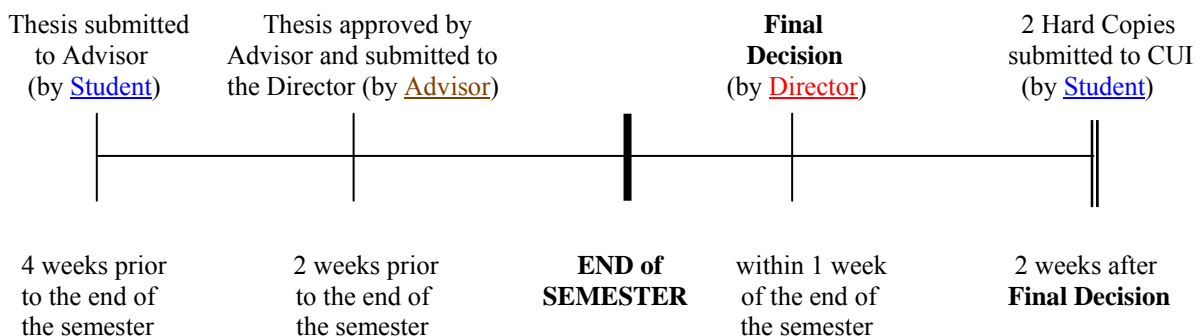 Thesis submitted
to Advisor
(by Student)
Thesis approved by
Advisor and submitted to
the Director (by Advisor)
Final
Decision
(by Director)
2 Hard Copies
submitted to CUI
(by Student)
4 weeks prior
to the end of
the semester
2 weeks prior
to the end of
the semester
END of
SEMESTER
within 1 week
of the end of
the semester
2 weeks after
Final Decision